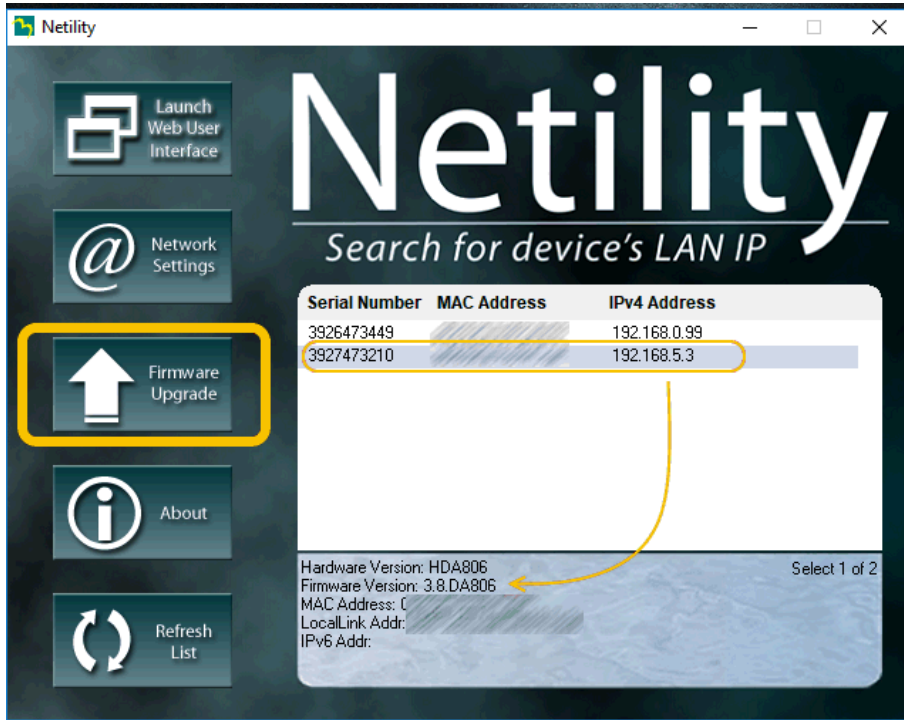 Netility
Launch
Web User
Interface
Network
Settings
Firmware
Upgrade
About
Refresh
List
Netility
Search for device's LAN IP
Serial Number MAC Address IPv4 Address
3926473449 192.168.0.99
3927473210 192.168.5.3
Hardware Version: HDA806 Select 1 of 2
Firmware Version: 3.8.DA806
MAC Address:
LocalLink Addr:
IPv6 Addr: